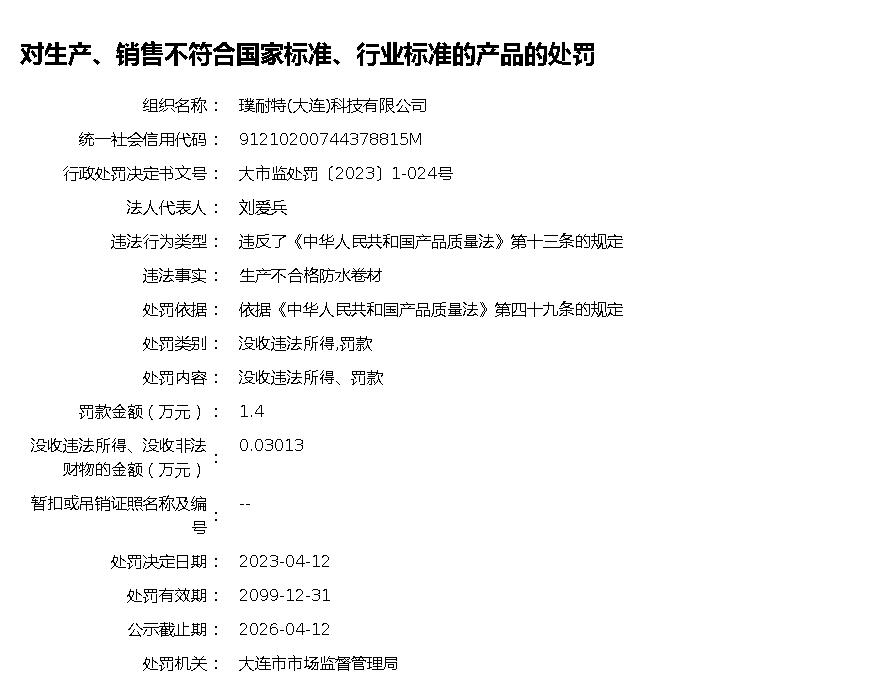 对生产、销售不符合国家标准、行业标准的产品的处罚
组织名称： 璞耐特(大连)科技有限公司
统一社会信用代码： 91210200744378815M
行政处罚决定书文号： 大市监处罚〔2023〕1-024号
法人代表人： 刘爱兵
违法行为类型： 违反了《中华人民共和国产品质量法》第十三条的规定
违法事实： 生产不合格防水卷材
处罚依据： 依据《中华人民共和国产品质量法》第四十九条的规定
处罚类别： 没收违法所得,罚款
处罚内容： 没收违法所得、罚款
罚款金额（万元）： 1.4
没收违法所得、没收非法
财物的金额（万元）： 0.03013
暂扣或吊销证照名称及编
号： --
处罚决定日期： 2023-04-12
处罚有效期： 2099-12-31
公示截止期： 2026-04-12
处罚机关： 大连市市场监督管理局